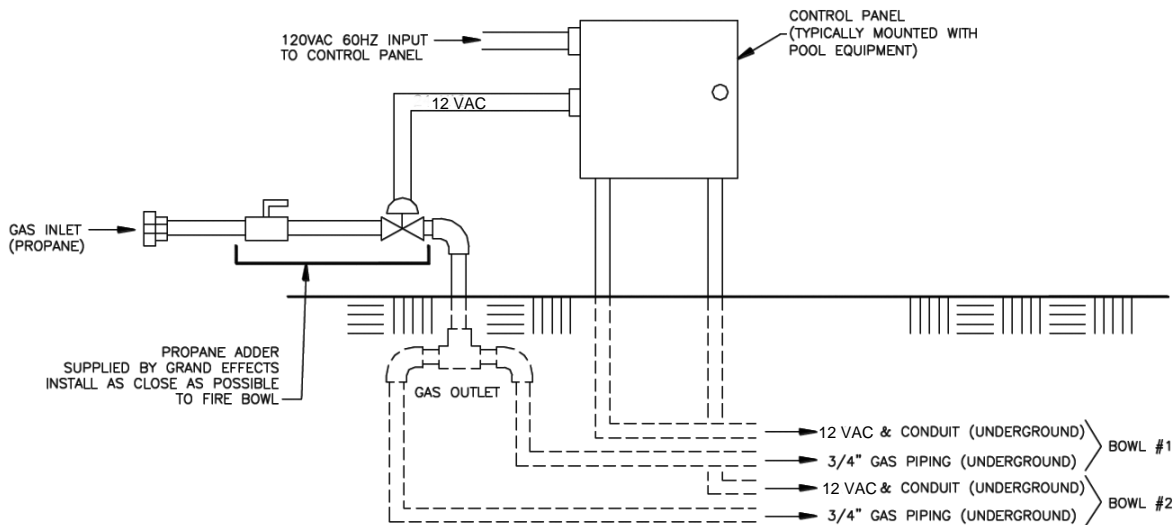 120VAC 60HZ INPUT
TO CONTROL PANEL
CONTROL PANEL
(TYPICALLY MOUNTED WITH
POOL EQUIPMENT)
12 VAC
GAS INLET
(PROPANE)
PROPANE ADDER
SUPPLIED BY GRAND EFFECTS
INSTALL AS CLOSE AS POSSIBLE
TO FIRE BOWL
GAS OUTLET
12 VAC & CONDUIT (UNDERGROUND)
3/4" GAS PIPING (UNDERGROUND)
BOWL #1
12 VAC & CONDUIT (UNDERGROUND)
3/4" GAS PIPING (UNDERGROUND)
BOWL #2